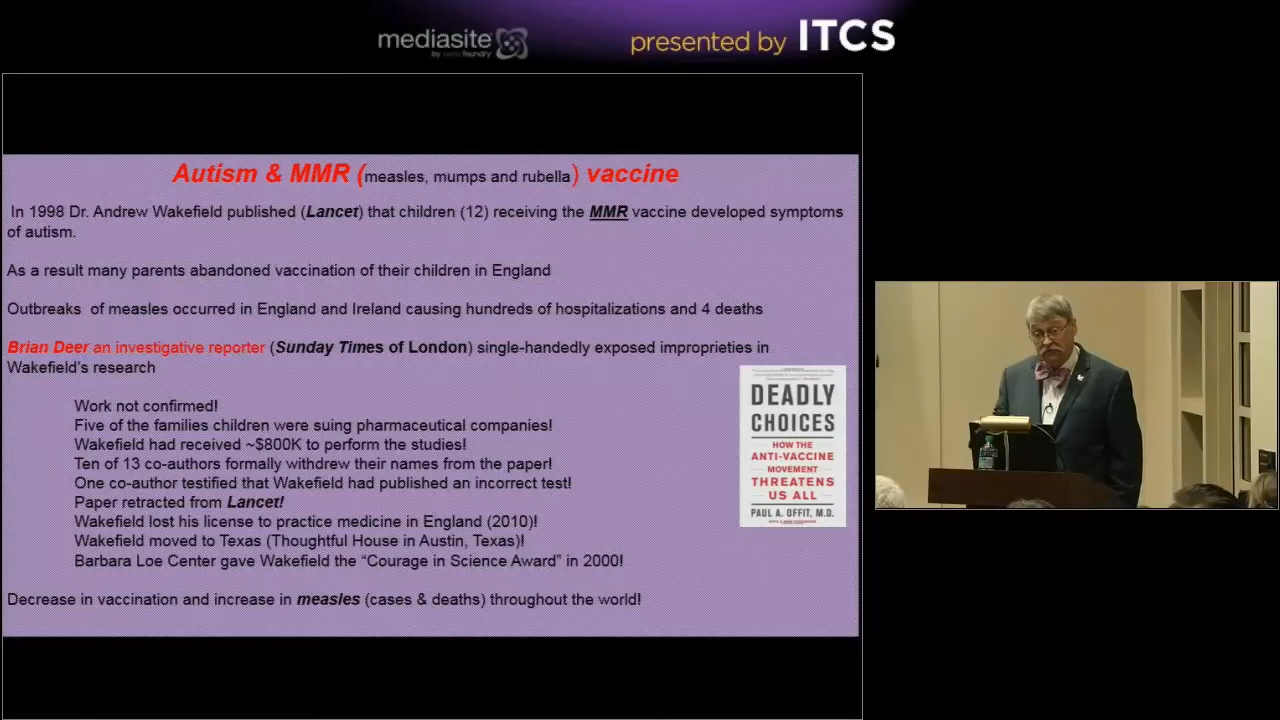 mediasite
by sonicfoundry
presented by ITCS
Autism & MMR (measles, mumps and rubella) vaccine
In 1998 Dr. Andrew Wakefield published (Lancet) that children (12) receiving the MMR vaccine developed symptoms
of autism.
As a result many parents abandoned vaccination of their children in England
Outbreaks of measles occurred in England and Ireland causing hundreds of hospitalizations and 4 deaths
Brian Deer an investigative reporter (Sunday Times of London) single-handedly exposed improprieties in
Wakefield's research
Work not confirmed!
Five of the families children were suing pharmaceutical companies!
Wakefield had received ~$800K to perform the studies!
Ten of 13 co-authors formally withdrew their names from the paper!
One co-author testified that Wakefield had published an incorrect test!
Paper retracted from Lancet!
Wakefield lost his license to practice medicine in England (2010)!
Wakefield moved to Texas (Thoughtful House in Austin, Texas)!
Barbara Loe Center gave Wakefield the “Courage in Science Award” in 2000!
Decrease in vaccination and increase in measles (cases & deaths) throughout the world!
DEADLY
CHOICES
HOW THE
ANTI-VACCINE
MOVEMENT
THREATENS
US ALL
PAUL A. OFFIT, M.D.